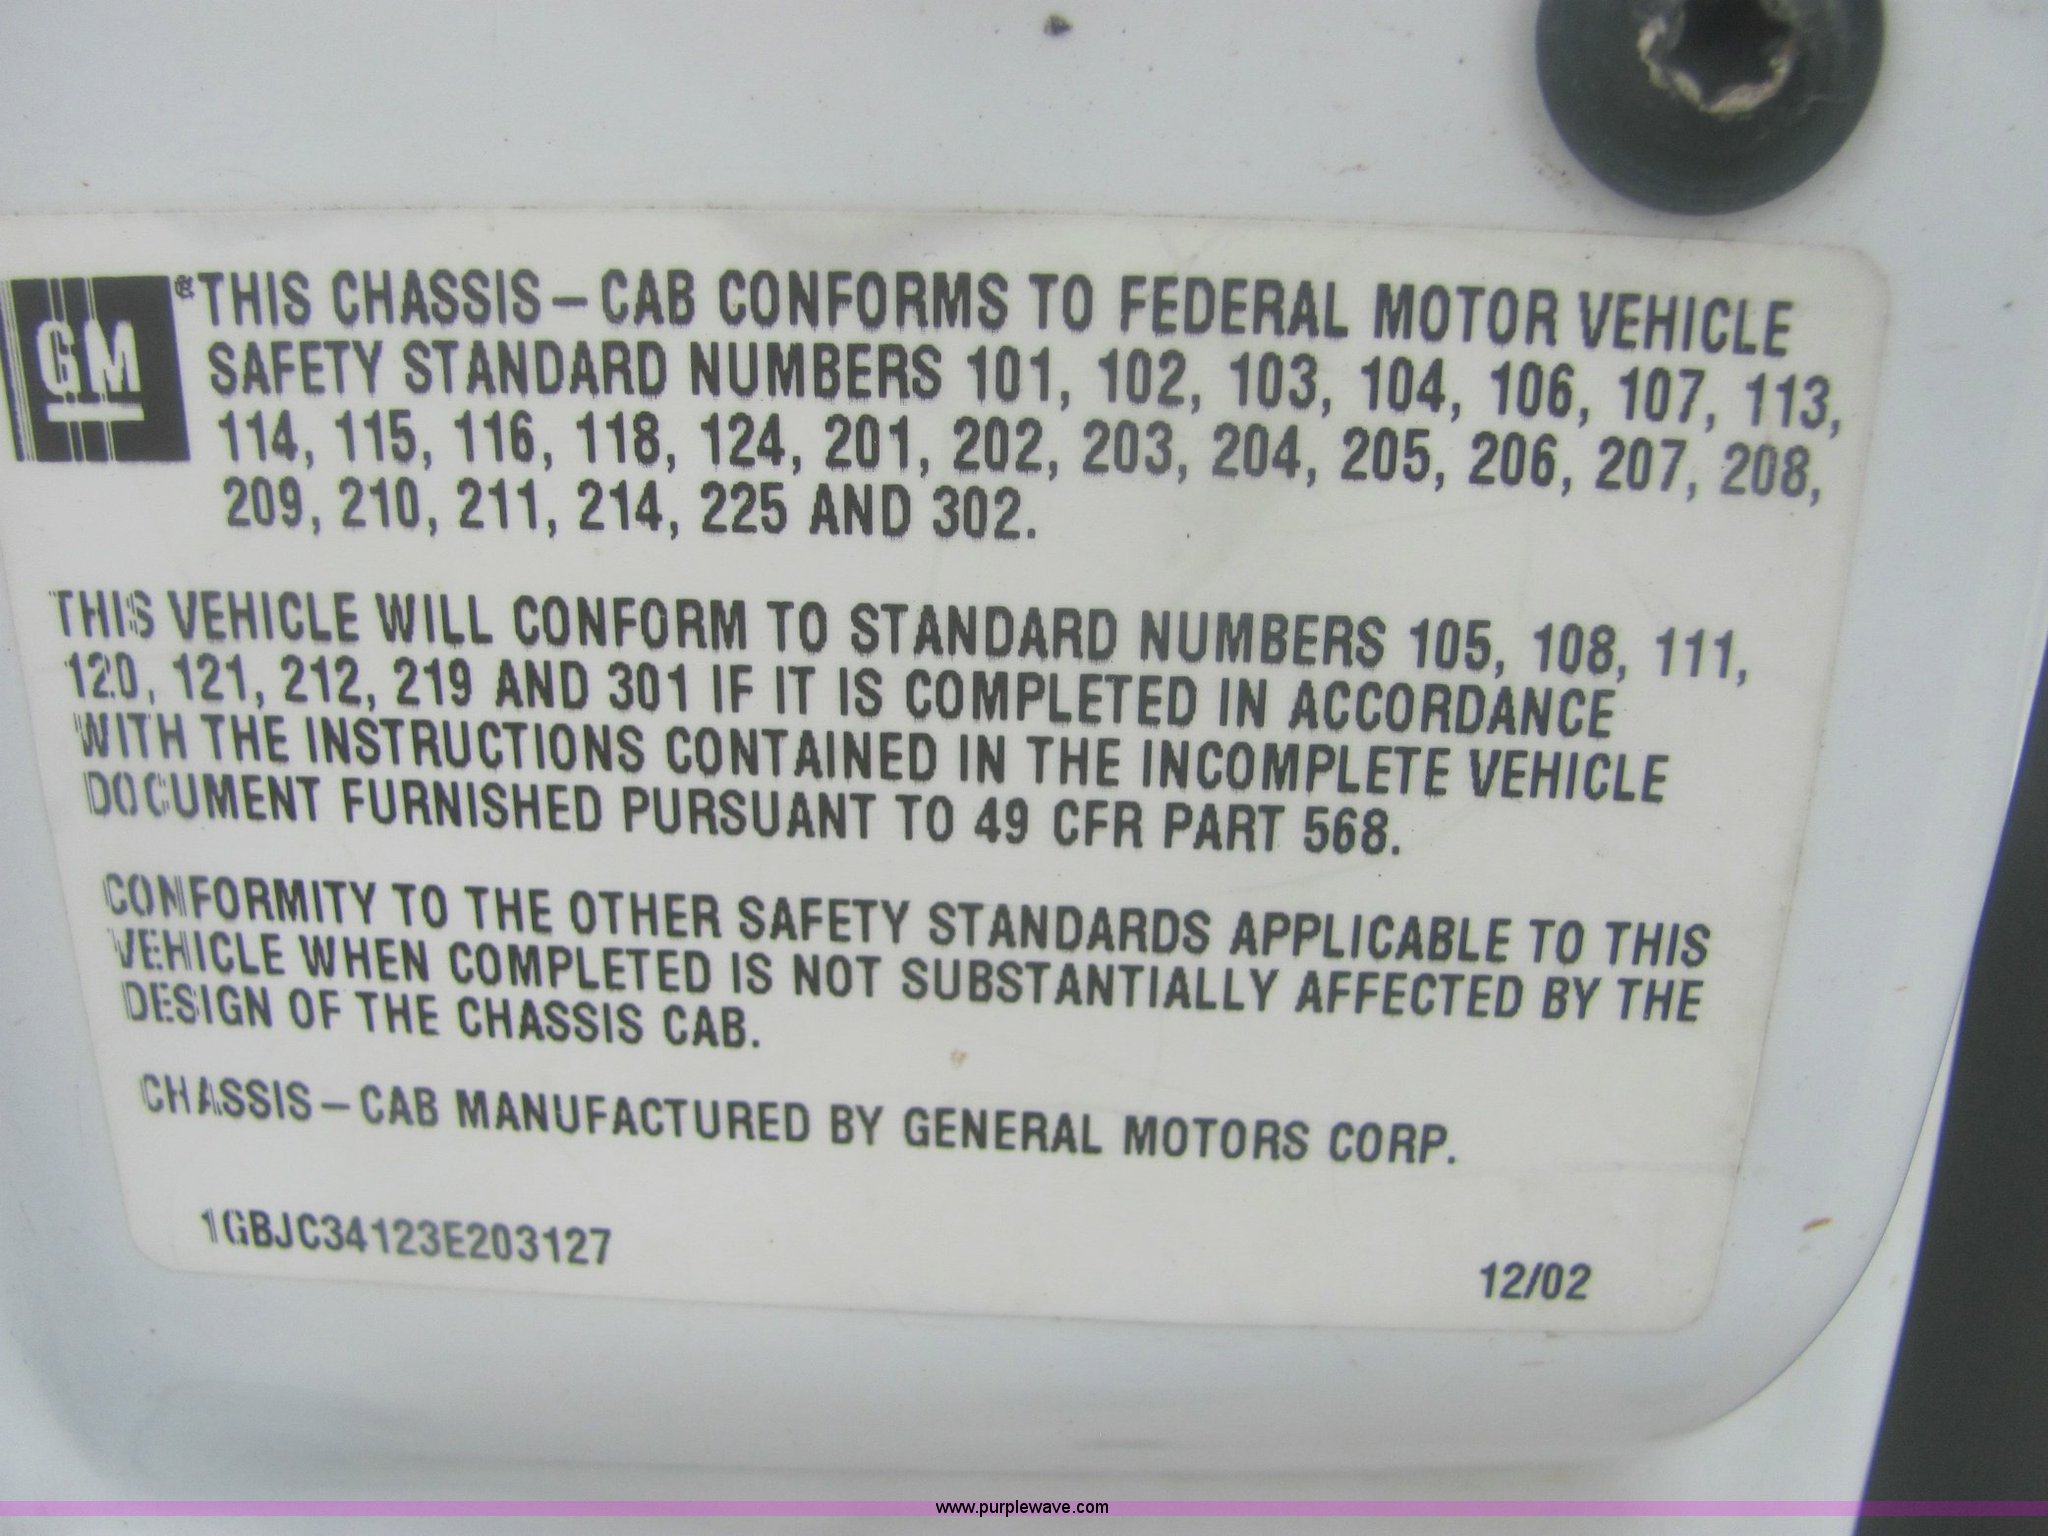 GM
® THIS CHASSIS – CAB CONFORMS TO FEDERAL MOTOR VEHICLE
SAFETY STANDARD NUMBERS 101, 102, 103, 104, 106, 107, 113,
114, 115, 116, 118, 124, 201, 202, 203, 204, 205, 206, 207, 208,
209, 210, 211, 214, 225 AND 302.
THIS VEHICLE WILL CONFORM TO STANDARD NUMBERS 105, 108, 111,
120, 121, 212, 219 AND 301 IF IT IS COMPLETED IN ACCORDANCE
WITH THE INSTRUCTIONS CONTAINED IN THE INCOMPLETE VEHICLE
DOCUMENT FURNISHED PURSUANT TO 49 CFR PART 568.
CONFORMITY TO THE OTHER SAFETY STANDARDS APPLICABLE TO THIS
VEHICLE WHEN COMPLETED IS NOT SUBSTANTIALLY AFFECTED BY THE
DESIGN OF THE CHASSIS CAB.
CHASSIS – CAB MANUFACTURED BY GENERAL MOTORS CORP.
1GBJC34123E203127
12/02
www.purplewave.com